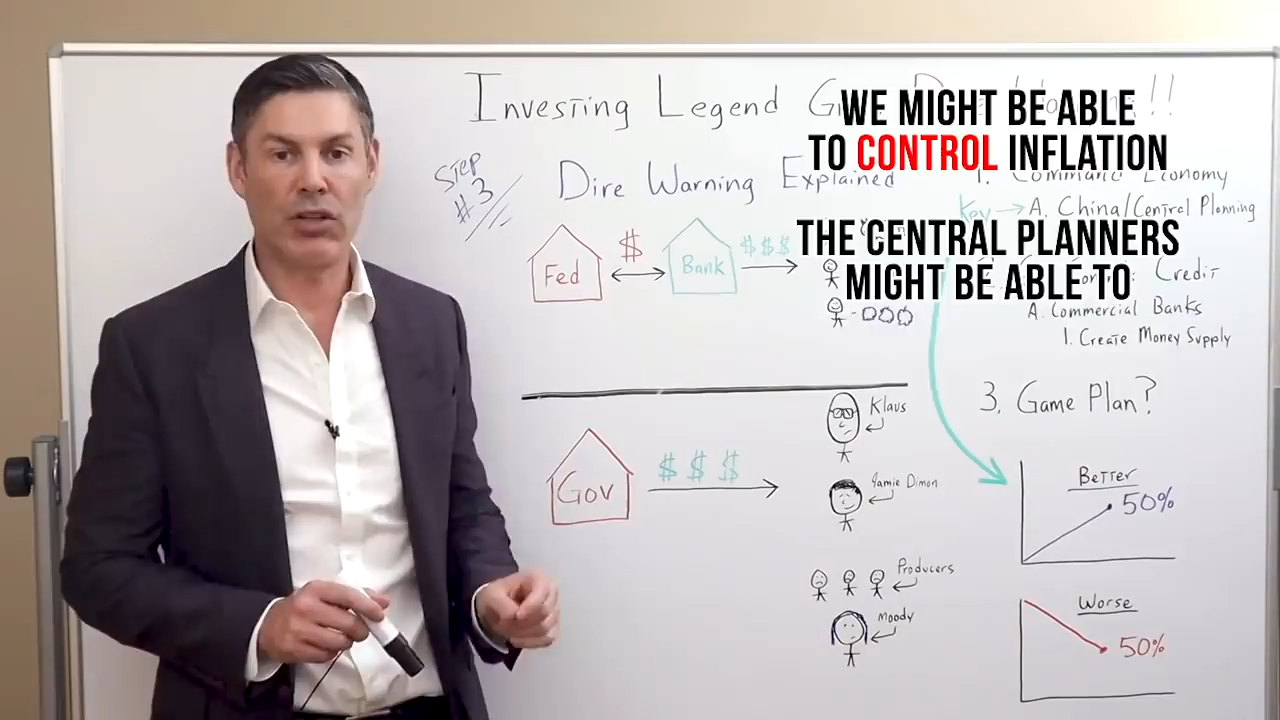 Investing Legend
WE MIGHT BE ABLE
TO CONTROL INFLATION
THE CENTRAL PLANNERS
MIGHT BE ABLE TO
STEP
#3
Dire Warning Explained
Fed
$
Bank
$$$
Gov
$ $ $
Klaus
Jamie Dimon
Producers
Moody
1. Command Economy
Key → A. China/Central Planning
Credit
A. Commercial Banks
1. Create Money Supply
3. Game Plan?
Better
50%
Worse
50%